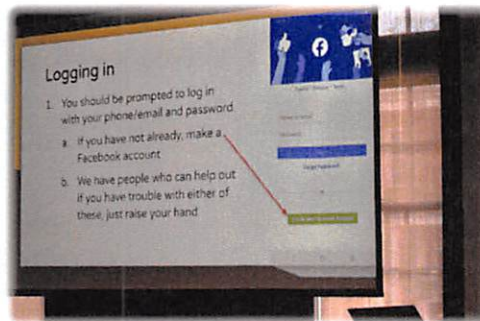 Logging in
1. You should be prompted to log in
with your phone/email and password
a. If you have not already, make a
Facebook account
b. We have people who can help out
if you have trouble with either of
these, just raise your hand
Forgot Password?